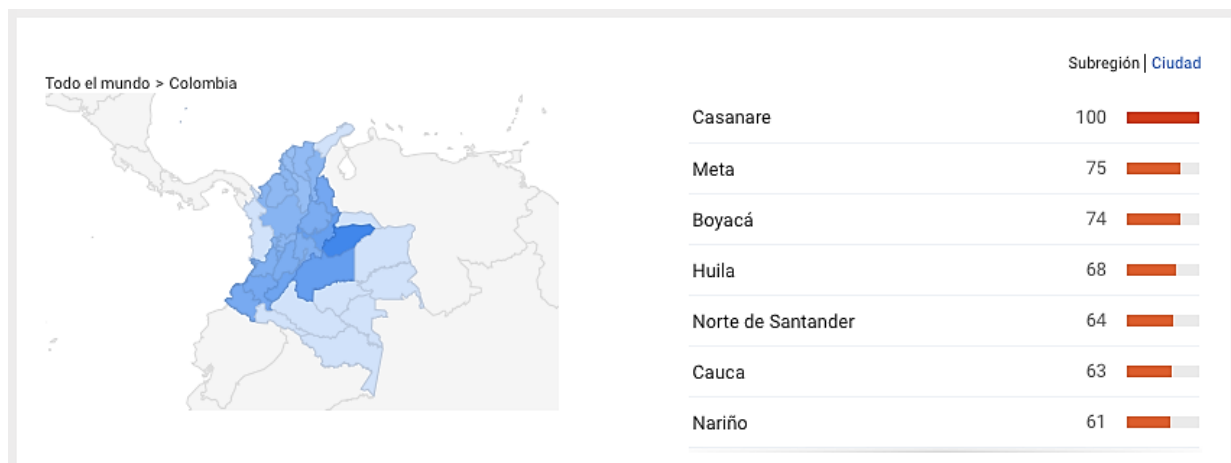 Subregión | Ciudad
Todo el mundo > Colombia
Casanare 100
Meta 75
Boyacá 74
Huila 68
Norte de Santander 64
Cauca 63
Nariño 61